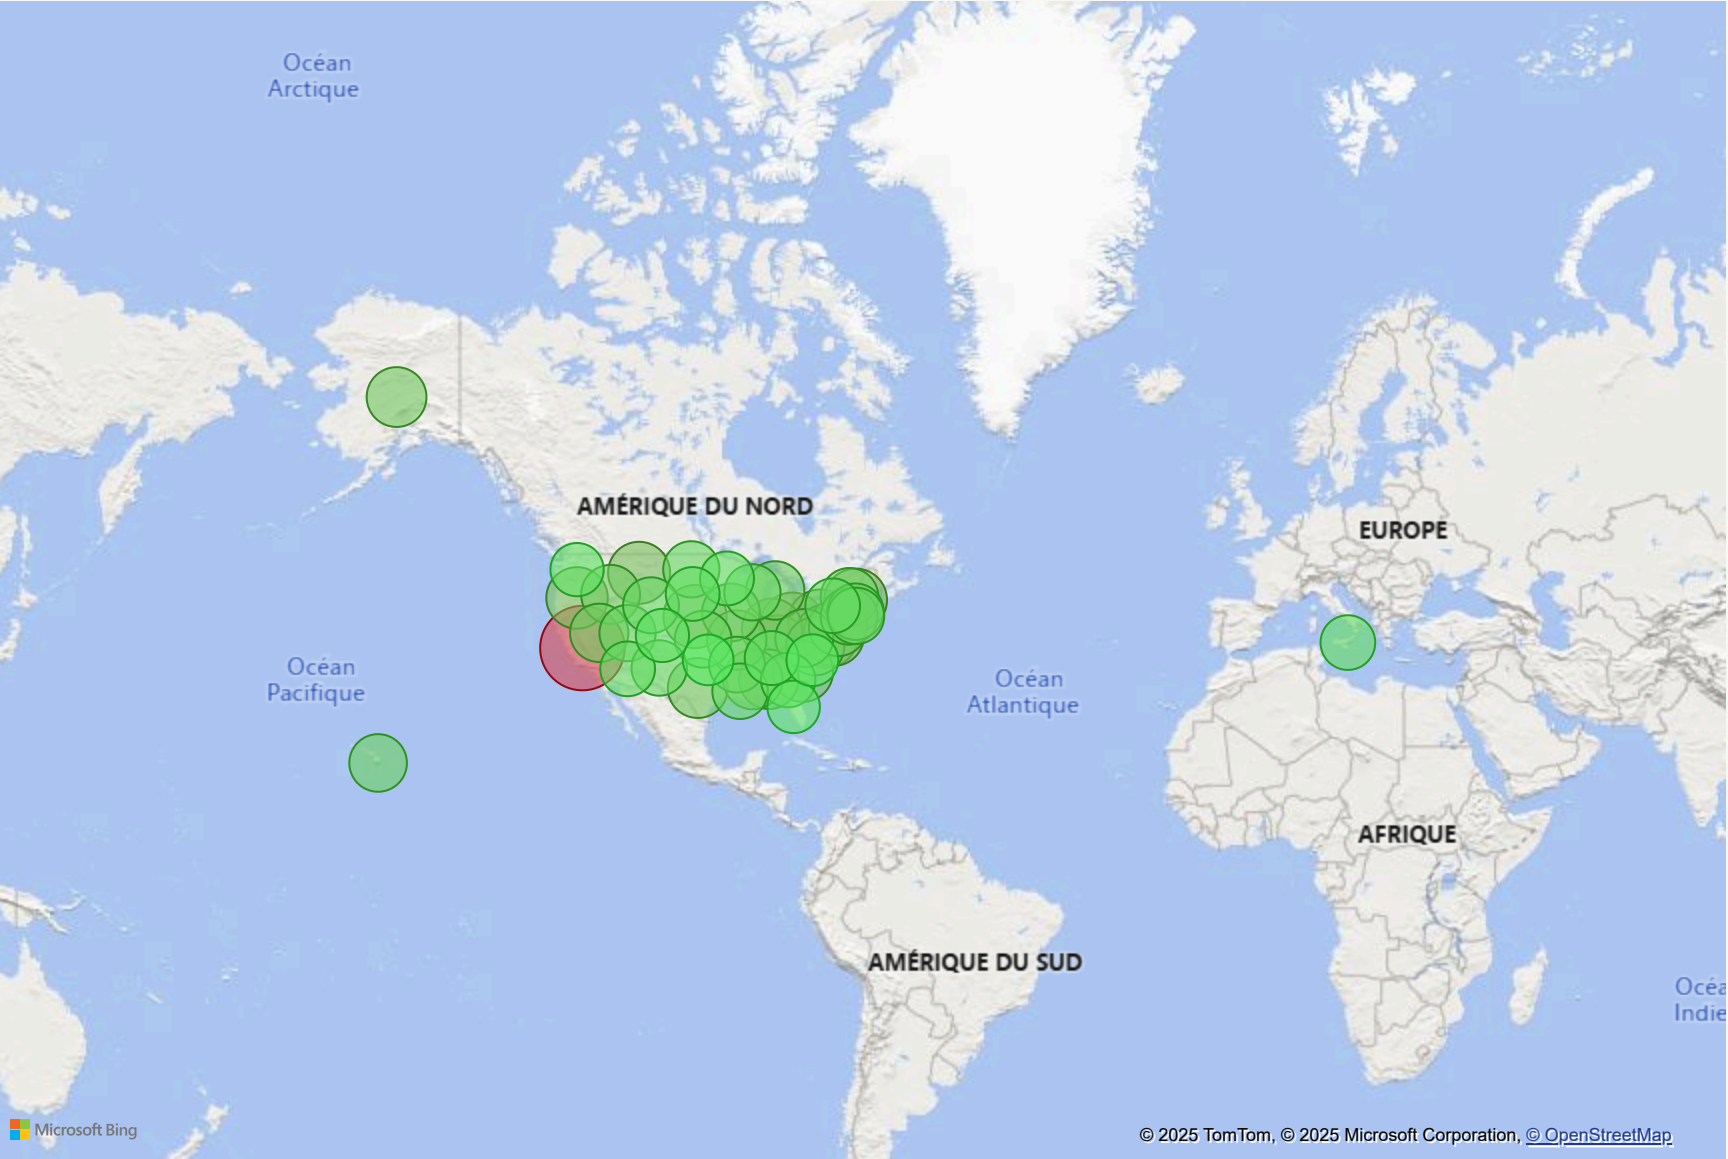 Océan
Arctique
AMÉRIQUE DU NORD
EUROPE
Océan
Pacifique
Océan
Atlantique
AFRIQUE
AMÉRIQUE DU SUD
Océa
Indie
Microsoft Bing
© 2025 TomTom, © 2025 Microsoft Corporation, © OpenStreetMap